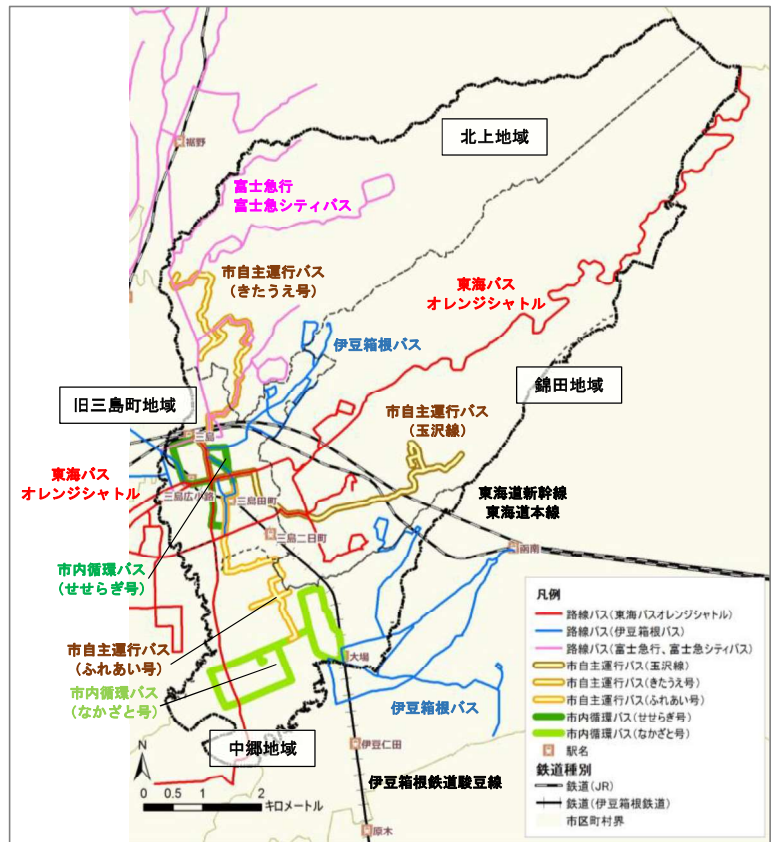 北上地域
裾野
富士急行
富士急シティバス
市自主運行バス
(きたうえ号)
東海バス
オレンジシャトル
伊豆箱根バス
錦田地域
旧三島町地域
市自主運行バス
(玉沢線)
三島
東海バス
オレンジシャトル
三島広小路
三島田町
東海道新幹線
東海道本線
三島二日町
函南
市内循環バス
(せせらぎ号)
市自主運行バス
(ふれあい号)
市内循環バス
(なかざと号)
大場
伊豆箱根バス
中郷地域
伊豆仁田
伊豆箱根鉄道駿豆線
原木
N
0 0.5 1 2
キロメートル
凡例
路線バス(東海バスオレンジシャトル)
路線バス(伊豆箱根バス)
路線バス(富士急行、富士急シティバス)
市自主運行バス(玉沢線)
市自主運行バス(きたうえ号)
市自主運行バス(ふれあい号)
市内循環バス(せせらぎ号)
市内循環バス(なかざと号)
駅名
鉄道種別
鉄道(JR)
鉄道(伊豆箱根鉄道)
市区町村界